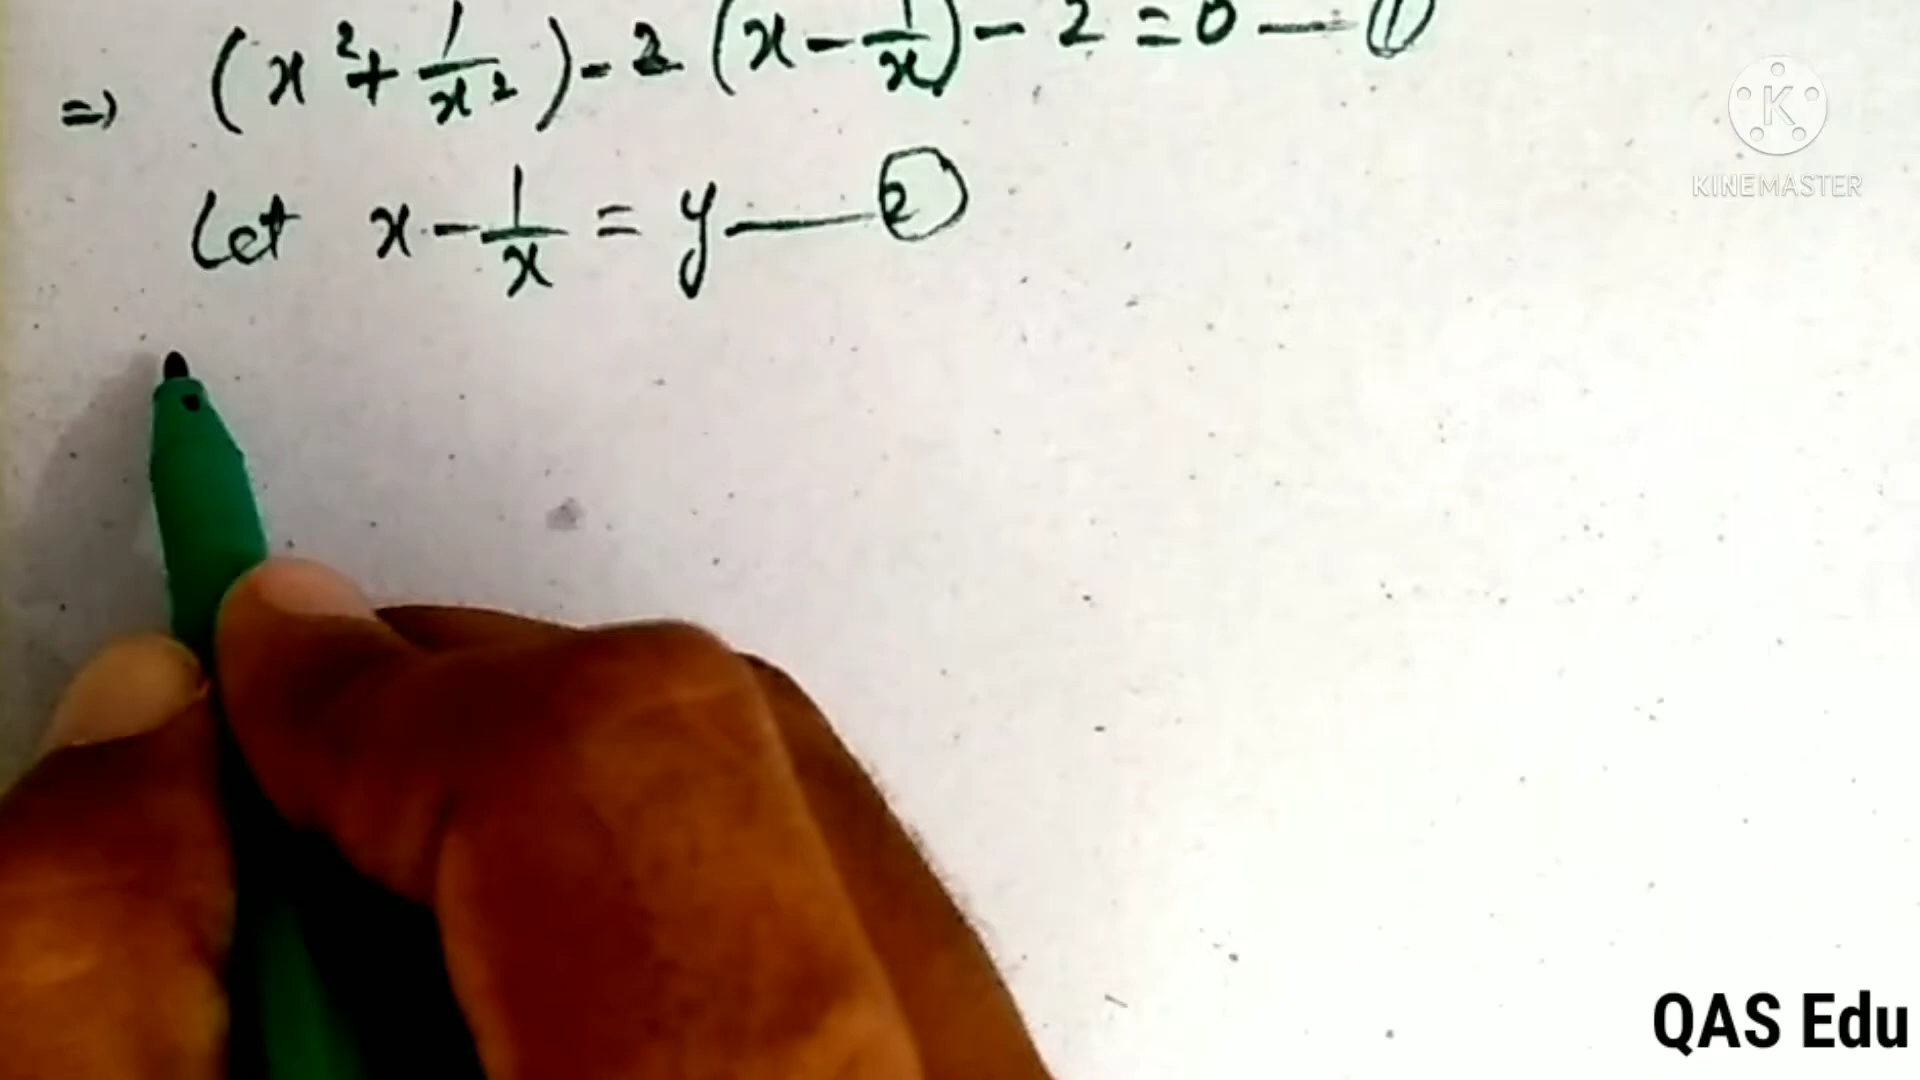 => (x² + 1/x²) - 2 (x - 1/x) - 2 = 0 — ①
Let x - 1/x = y — ②
K
KINEMASTER
QAS Edu